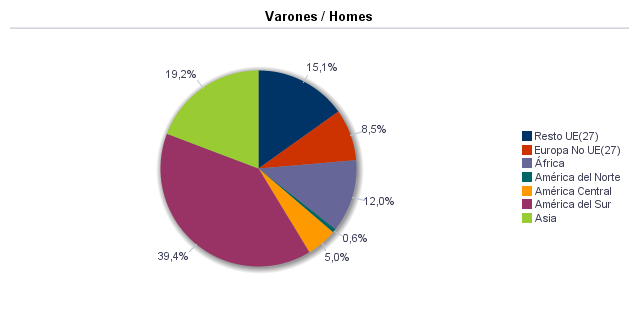 Varones / Homes
15,1%
8,5%
12,0%
0,6%
5,0%
39,4%
19,2%
Resto UE(27)
Europa No UE(27)
África
América del Norte
América Central
América del Sur
Asia